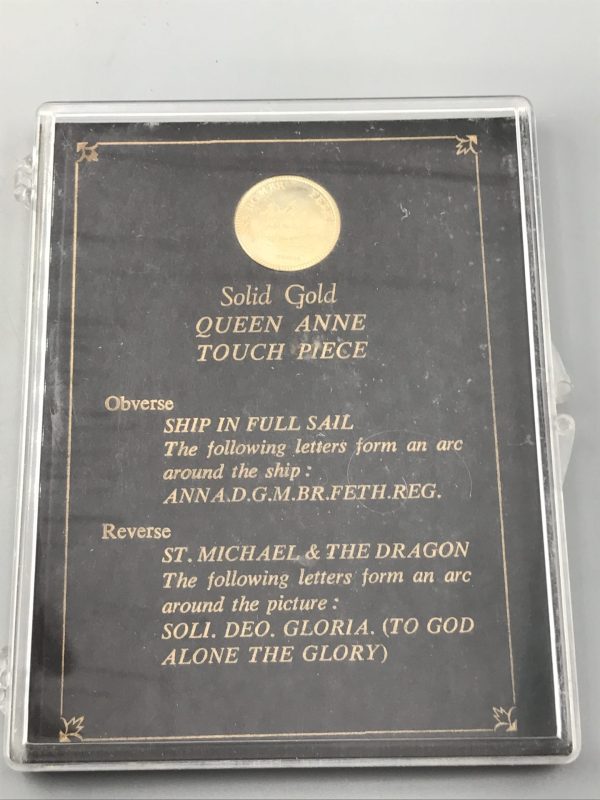 Solid Gold
QUEEN ANNE
TOUCH PIECE
Obverse
SHIP IN FULL SAIL
The following letters form an arc
around the ship :
ANNA.D.G.M.BR.FETH.REG.
Reverse
ST. MICHAEL & THE DRAGON
The following letters form an arc
around the picture :
SOLI. DEO. GLORIA. (TO GOD
ALONE THE GLORY)